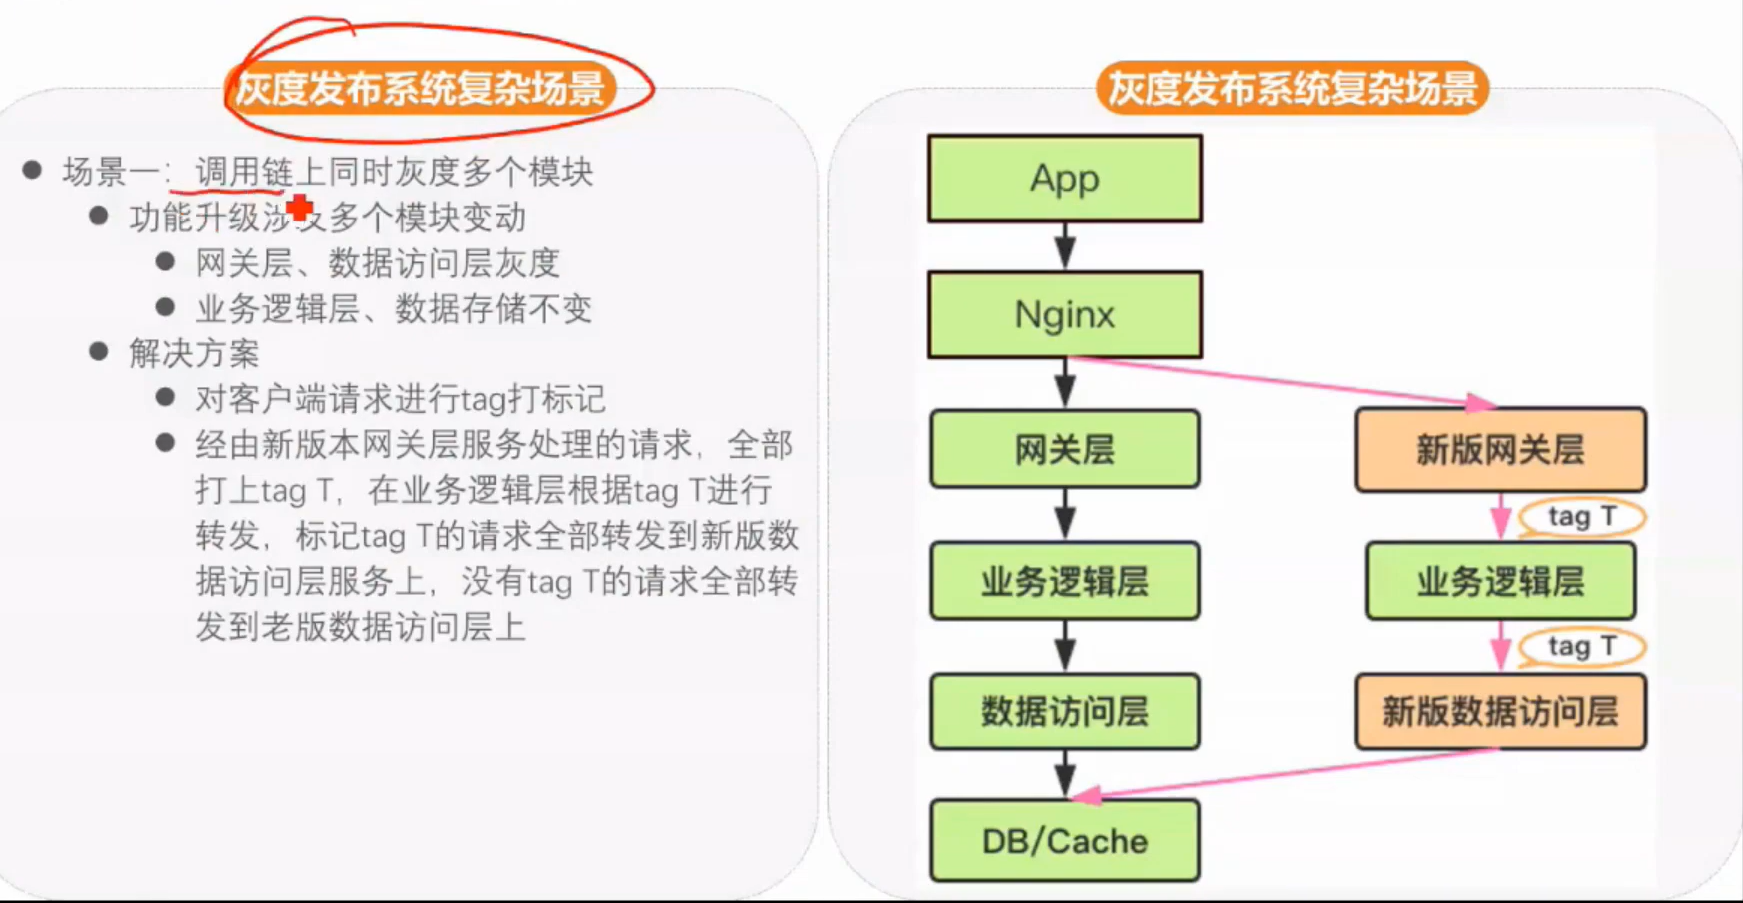 灰度发布系统复杂场景
场景一：调用链上同时灰度多个模块
功能升级涉及多个模块变动
网关层、数据访问层灰度
业务逻辑层、数据存储不变
解决方案
对客户端请求进行tag打标记
经由新版本网关层服务处理的请求，全部
打上tag T，在业务逻辑层根据tag T进行
转发，标记tag T的请求全部转发到新版数
据访问层服务上，没有tag T的请求全部转
发到老版数据访问层上
灰度发布系统复杂场景
App
Nginx
网关层
新版网关层
tag T
业务逻辑层
业务逻辑层
tag T
数据访问层
新版数据访问层
DB/Cache